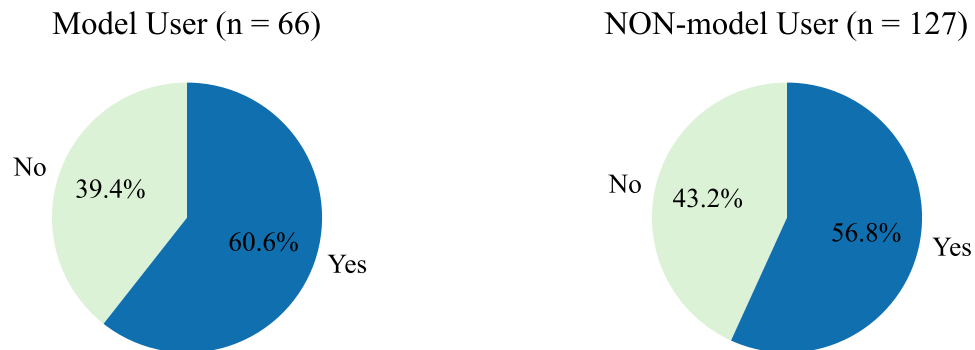 Model User (n = 66)
No
39.4%
60.6%
Yes
NON-model User (n = 127)
No
43.2%
56.8%
Yes